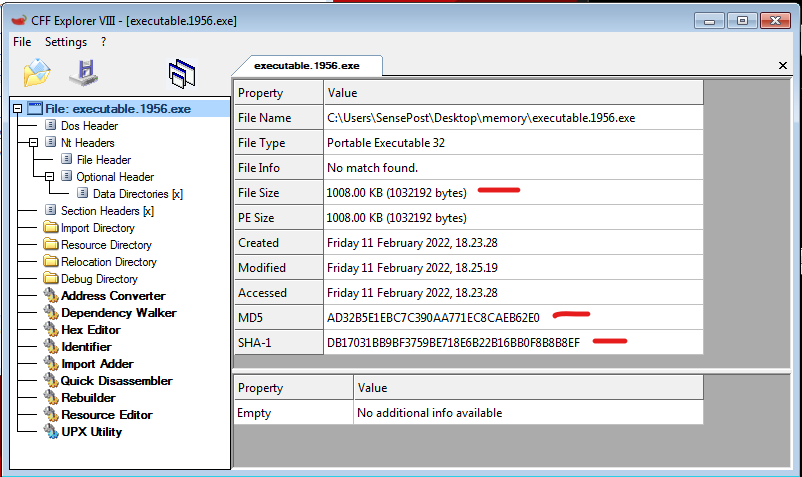 CFF Explorer VIII - [executable.1956.exe]
File Settings ?
File: executable.1956.exe
Dos Header
Nt Headers
File Header
Optional Header
Data Directories [x]
Section Headers [x]
Import Directory
Resource Directory
Relocation Directory
Debug Directory
Address Converter
Dependency Walker
Hex Editor
Identifier
Import Adder
Quick Disassembler
Rebuilder
Resource Editor
UPX Utility
executable.1956.exe
Property Value
File Name C:\Users\SensePost\Desktop\memory\executable.1956.exe
File Type Portable Executable 32
File Info No match found.
File Size 1008.00 KB (1032192 bytes)
PE Size 1008.00 KB (1032192 bytes)
Created Friday 11 February 2022, 18.23.28
Modified Friday 11 February 2022, 18.25.19
Accessed Friday 11 February 2022, 18.23.28
MD5 AD32B5E1EBC7C390AA771EC8CAEB62E0
SHA-1 DB17031BB9BF3759BE718E6B22B16BB0F8B8B8EF
Property Value
Empty No additional info available